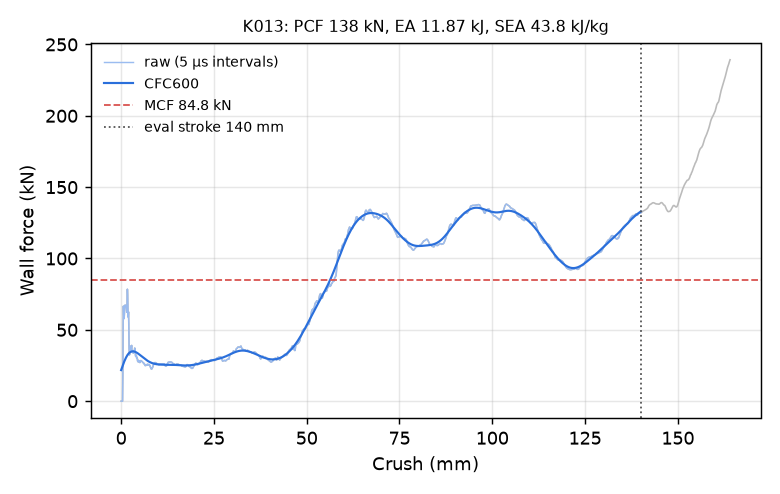 K013: PCF 138 kN, EA 11.87 kJ, SEA 43.8 kJ/kg
raw (5 µs intervals)
CFC600
MCF 84.8 kN
eval stroke 140 mm
Wall force (kN)
250
200
150
100
50
0
0 25 50 75 100 125 150
Crush (mm)